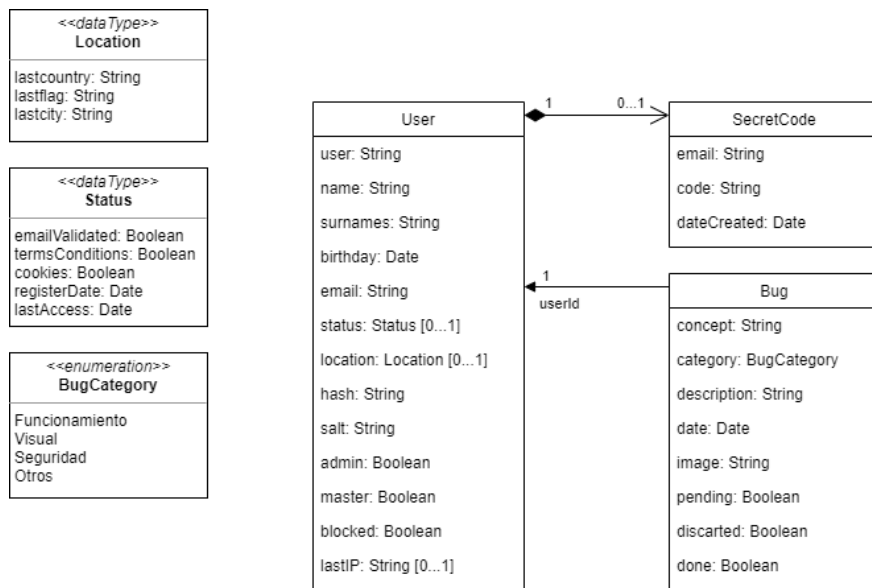 <<dataType>>
Location
lastcountry: String
lastflag: String
lastcity: String
<<dataType>>
Status
emailValidated: Boolean
termsConditions: Boolean
cookies: Boolean
registerDate: Date
lastAccess: Date
<<enumeration>>
BugCategory
Funcionamiento
Visual
Seguridad
Otros
User
user: String
name: String
surnames: String
birthday: Date
email: String
status: Status [0...1]
location: Location [0...1]
hash: String
salt: String
admin: Boolean
master: Boolean
blocked: Boolean
lastIP: String [0...1]
1
0...1
SecretCode
email: String
code: String
dateCreated: Date
1
userId
Bug
concept: String
category: BugCategory
description: String
date: Date
image: String
pending: Boolean
discarted: Boolean
done: Boolean